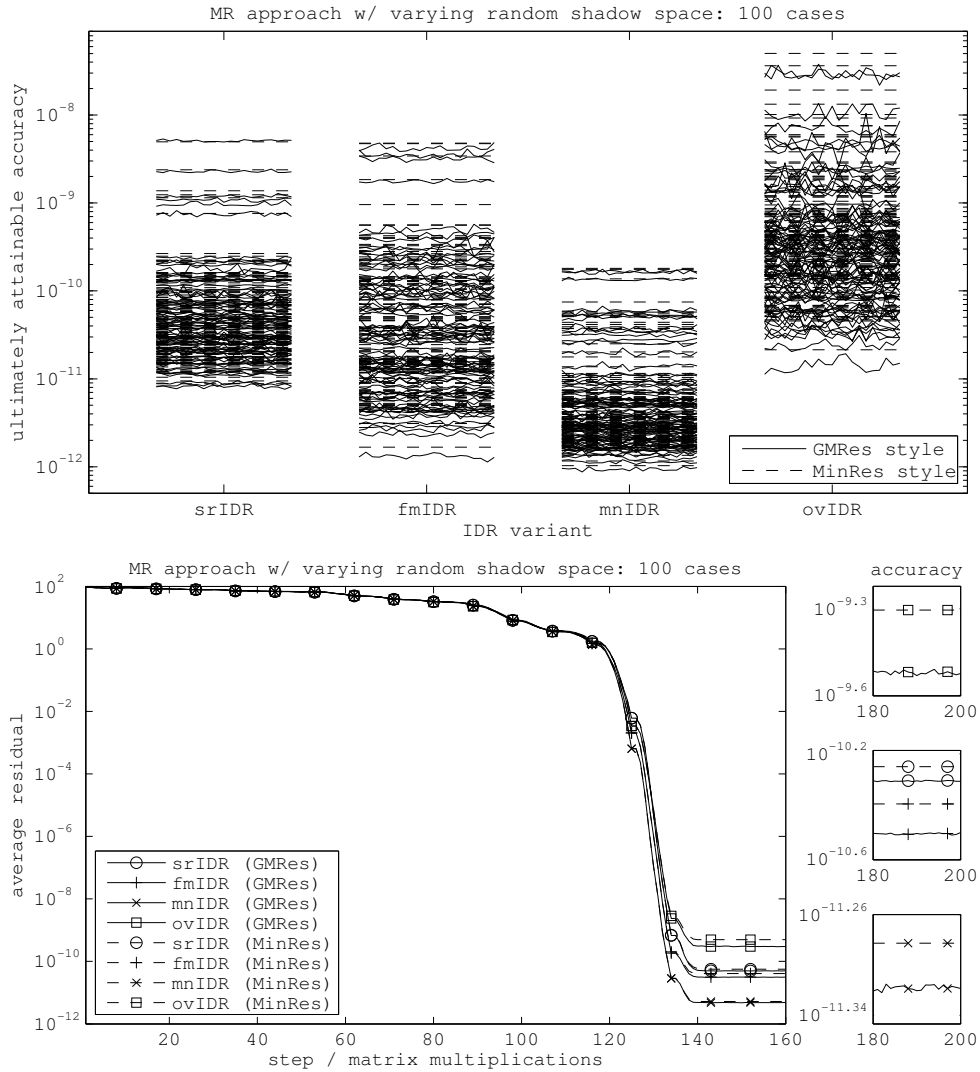 MR approach w/ varying random shadow space: 100 cases
ultimately attainable accuracy
10^-8
10^-9
10^-10
10^-11
10^-12
GMRes style
MinRes style
srIDR fmIDR mnIDR ovIDR
IDR variant
MR approach w/ varying random shadow space: 100 cases
average residual
10^2
10^0
10^-2
10^-4
10^-6
10^-8
10^-10
10^-12
srIDR (GMRes)
fmIDR (GMRes)
mnIDR (GMRes)
ovIDR (GMRes)
srIDR (MinRes)
fmIDR (MinRes)
mnIDR (MinRes)
ovIDR (MinRes)
20 40 60 80 100 120 140 160
step / matrix multiplications
accuracy
10^-9.3
10^-9.6
180 200
10^-10.2
10^-10.6
180 200
10^-11.26
10^-11.34
180 200